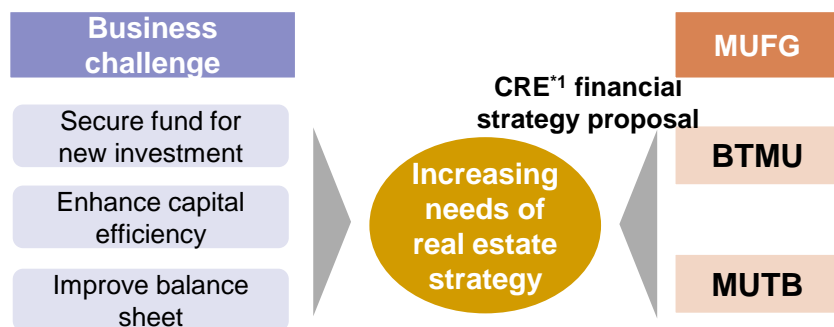 Business
challenge
Secure fund for
new investment
Enhance capital
efficiency
Improve balance
sheet
Increasing
needs of
real estate
strategy
CRE*1 financial
strategy proposal
MUFG
BTMU
MUTB